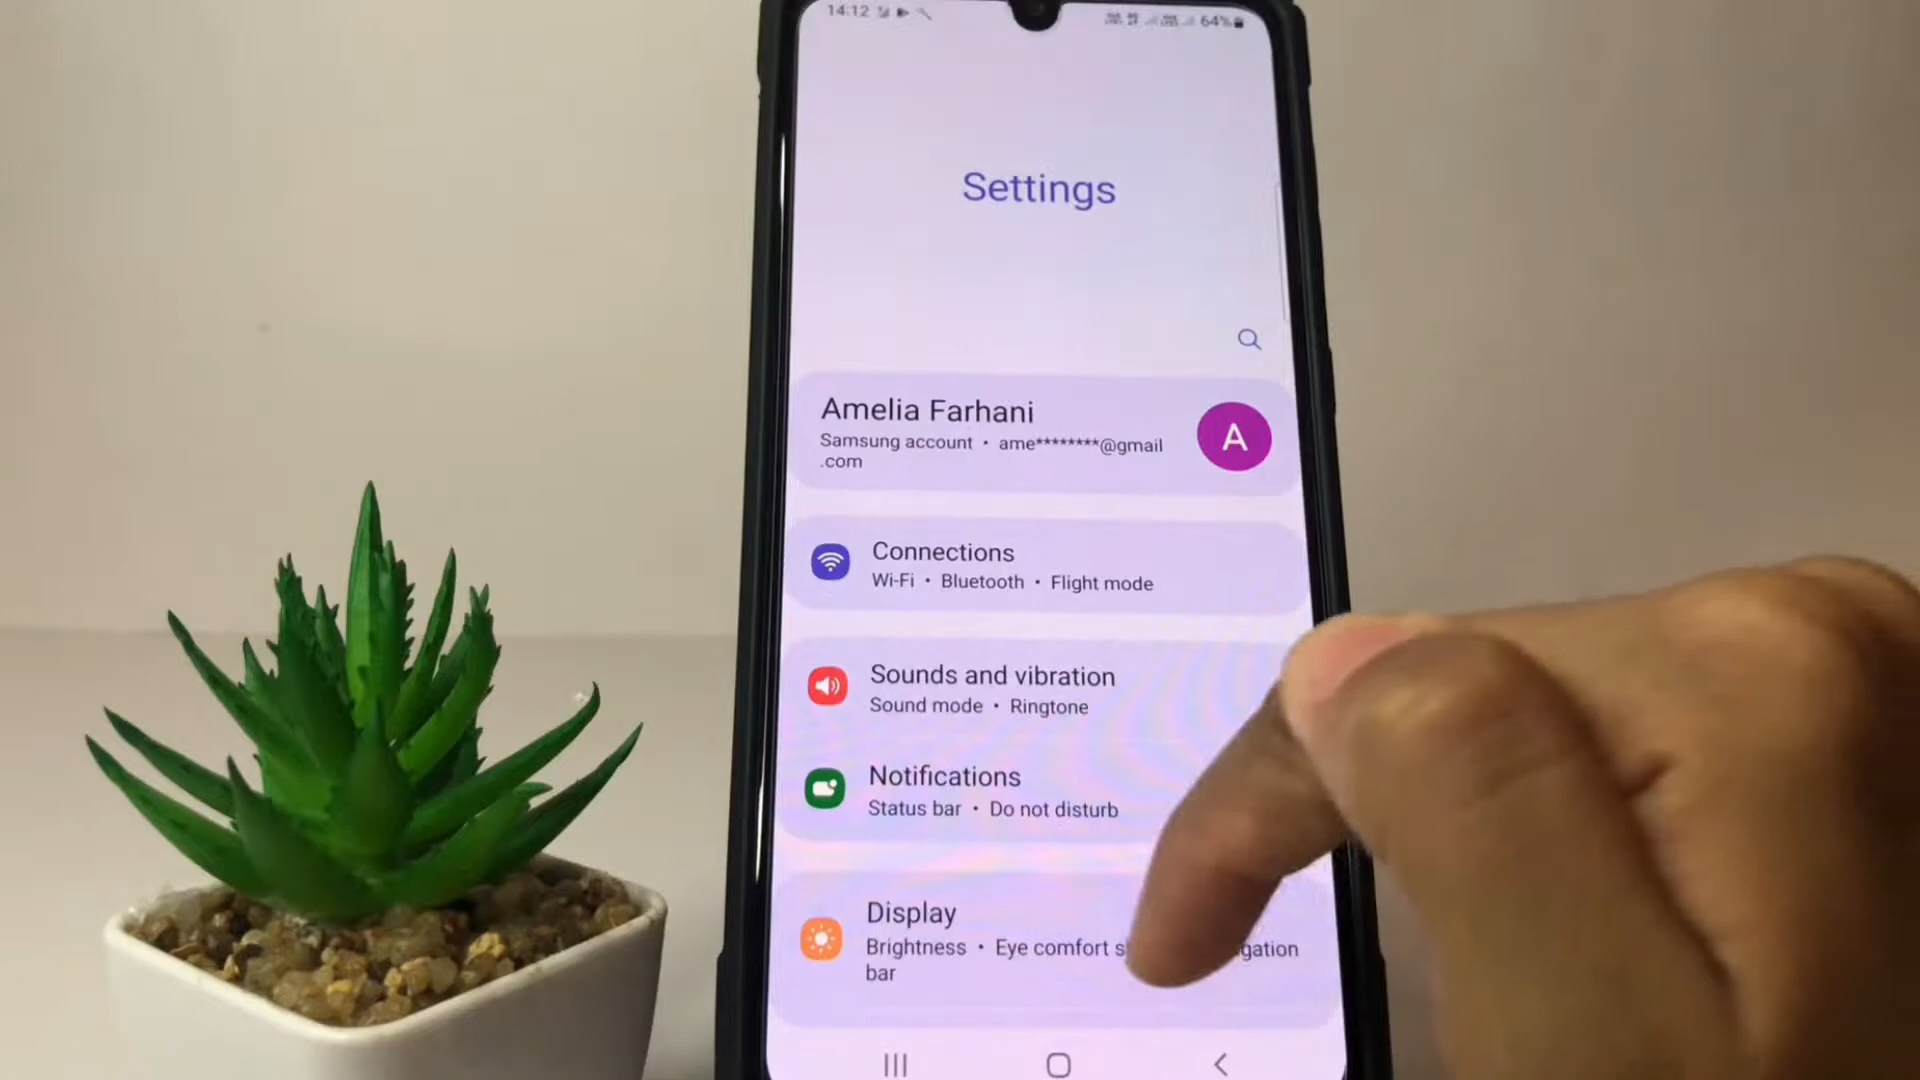 14:12
64%
Settings
Amelia Farhani
Samsung account • ame********@gmail
.com
A
Connections
Wi-Fi • Bluetooth • Flight mode
Sounds and vibration
Sound mode • Ringtone
Notifications
Status bar • Do not disturb
Display
Brightness • Eye comfort
bar